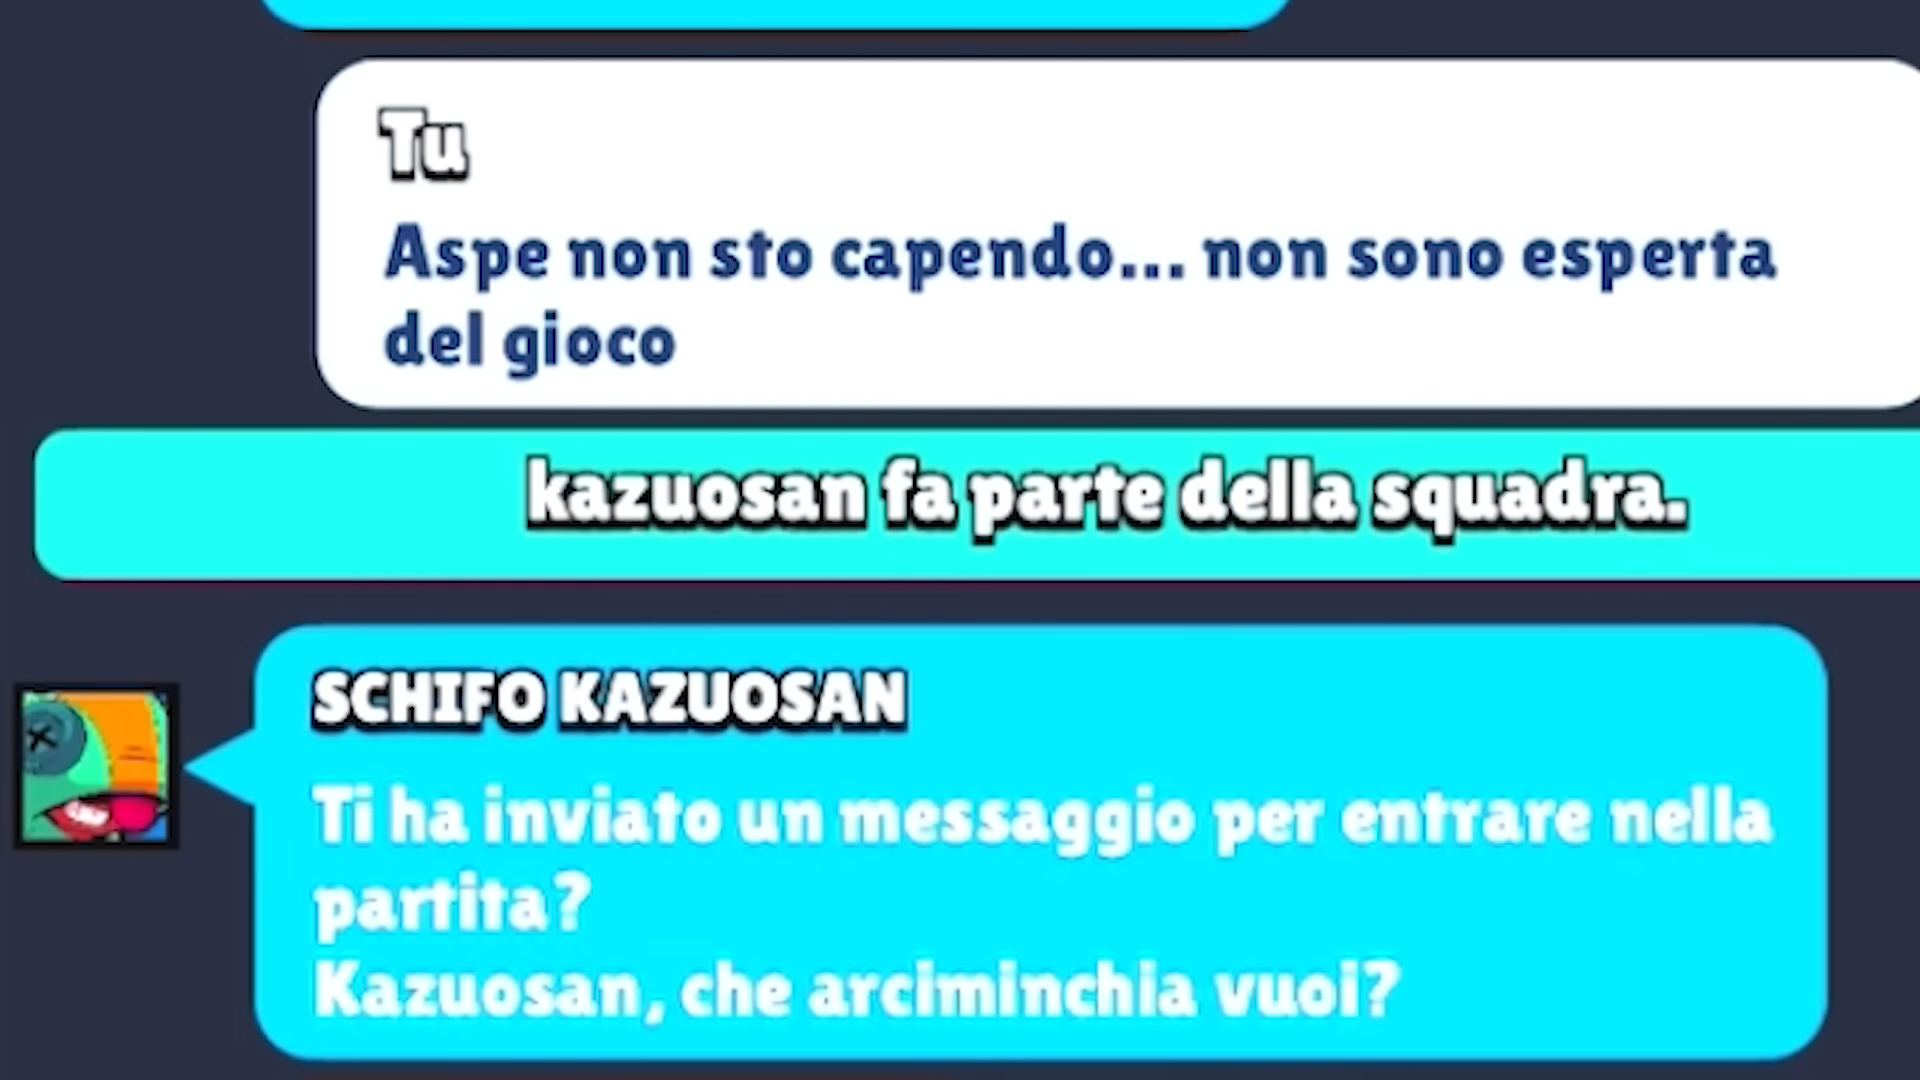 Tu
Aspe non sto capendo... non sono esperta
del gioco
kazuosan fa parte della squadra.
SCHIFO KAZUOSAN
Ti ha inviato un messaggio per entrare nella
partita?
Kazuosan, che arciminchia vuoi?